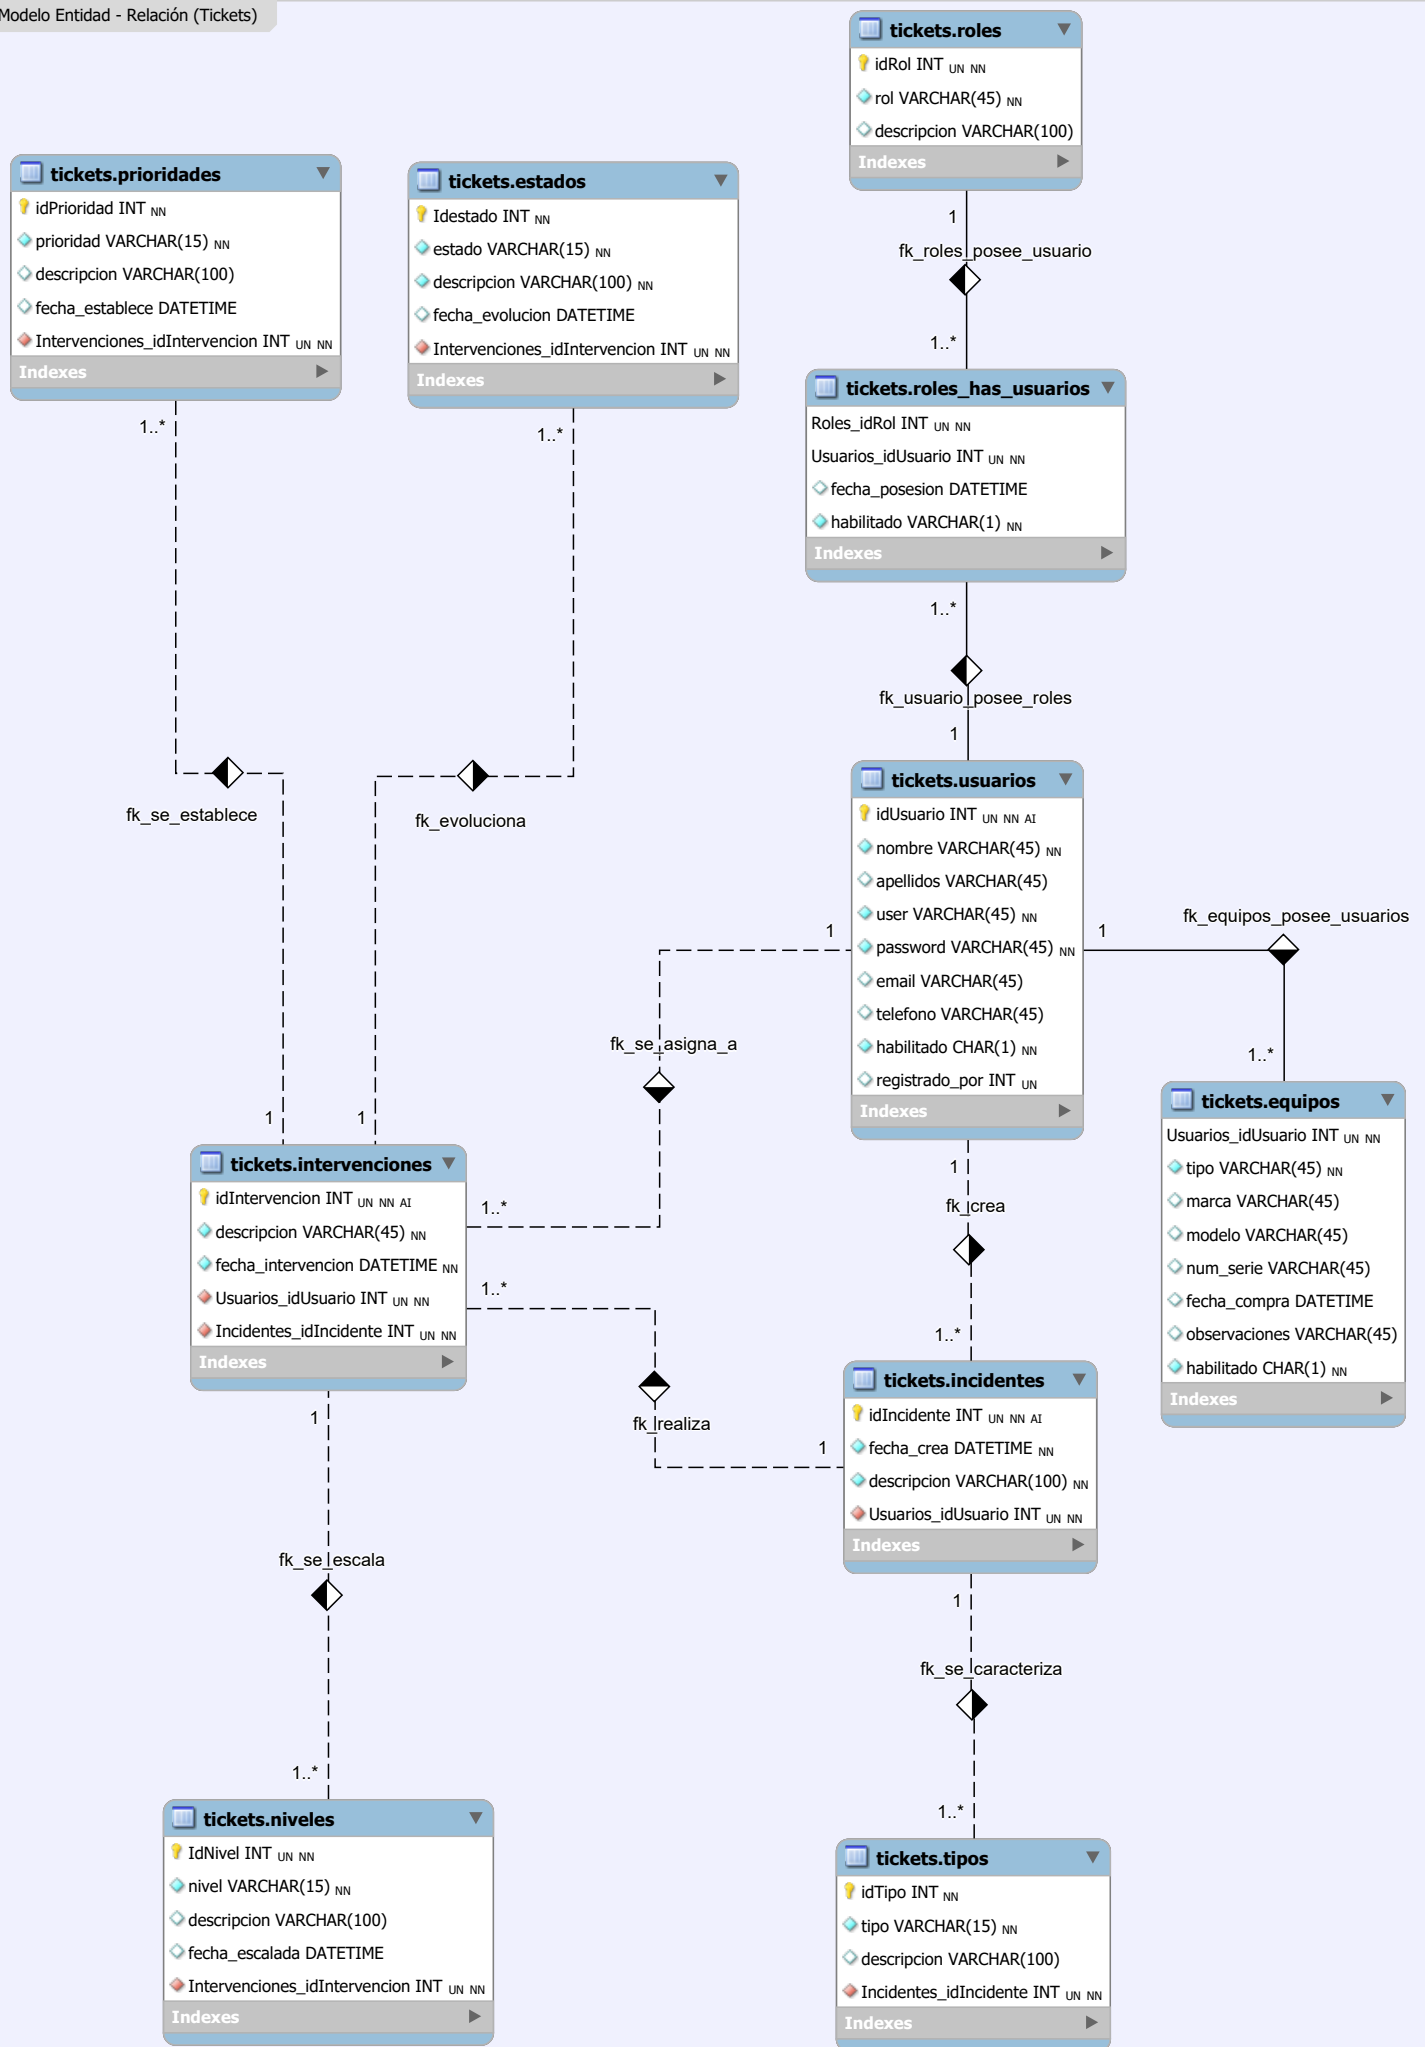 Modelo Entidad - Relación (Tickets)
tickets.roles
idRol INT UN NN
rol VARCHAR(45) NN
descripcion VARCHAR(100)
Indexes
1
fk_roles_posee_usuario
1..*
tickets.prioridades
idPrioridad INT NN
prioridad VARCHAR(15) NN
descripcion VARCHAR(100)
fecha_establece DATETIME
Intervenciones_idIntervencion INT UN NN
Indexes
1..*
tickets.estados
Idestado INT NN
estado VARCHAR(15) NN
descripcion VARCHAR(100) NN
fecha_evolucion DATETIME
Intervenciones_idIntervencion INT UN NN
Indexes
1..*
tickets.roles_has_usuarios
Roles_idRol INT UN NN
Usuarios_idUsuario INT UN NN
fecha_posesion DATETIME
habilitado VARCHAR(1) NN
Indexes
1..*
fk_usuario_posee_roles
1
fk_se_establece
fk_evoluciona
tickets.usuarios
idUsuario INT UN NN AI
nombre VARCHAR(45) NN
apellidos VARCHAR(45)
user VARCHAR(45) NN
password VARCHAR(45) NN
email VARCHAR(45)
telefono VARCHAR(45)
habilitado CHAR(1) NN
registrado_por INT UN
Indexes
1
1
fk_equipos_posee_usuarios
1..*
fk_se_asigna_a
tickets.equipos
Usuarios_idUsuario INT UN NN
tipo VARCHAR(45) NN
marca VARCHAR(45)
modelo VARCHAR(45)
num_serie VARCHAR(45)
fecha_compra DATETIME
observaciones VARCHAR(45)
habilitado CHAR(1) NN
Indexes
1
1
tickets.intervenciones
idIntervencion INT UN NN AI
descripcion VARCHAR(45) NN
fecha_intervencion DATETIME NN
Usuarios_idUsuario INT UN NN
Incidentes_idIncidente INT UN NN
Indexes
1..*
1..*
1
fk_crea
1..*
tickets.incidentes
idIncidente INT UN NN AI
fecha_crea DATETIME NN
descripcion VARCHAR(100) NN
Usuarios_idUsuario INT UN NN
Indexes
fk_realiza
1
1
fk_se_escala
1..*
1
fk_se_caracteriza
1..*
tickets.niveles
IdNivel INT UN NN
nivel VARCHAR(15) NN
descripcion VARCHAR(100)
fecha_escalada DATETIME
Intervenciones_idIntervencion INT UN NN
Indexes
tickets.tipos
idTipo INT NN
tipo VARCHAR(15) NN
descripcion VARCHAR(100)
Incidentes_idIncidente INT UN NN
Indexes